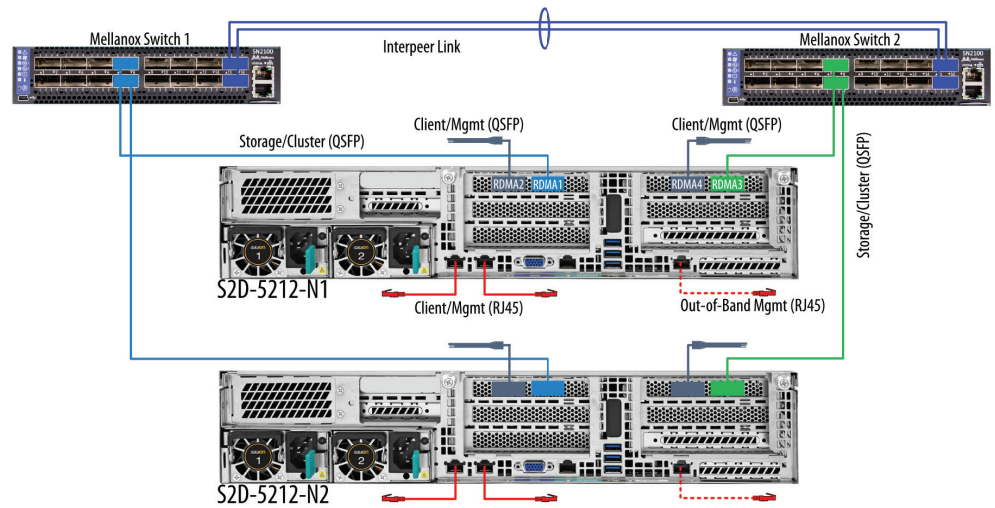 Mellanox Switch 1
Interpeer Link
Mellanox Switch 2
SN2100
SN2100
Storage/Cluster (QSFP)
Client/Mgmt (QSFP)
Client/Mgmt (QSFP)
Storage/Cluster (QSFP)
RDMA2
RDMA1
RDMA4
RDMA3
1
2
S2D-5212-N1
Client/Mgmt (RJ45)
Out-of-Band Mgmt (RJ45)
1
2
S2D-5212-N2